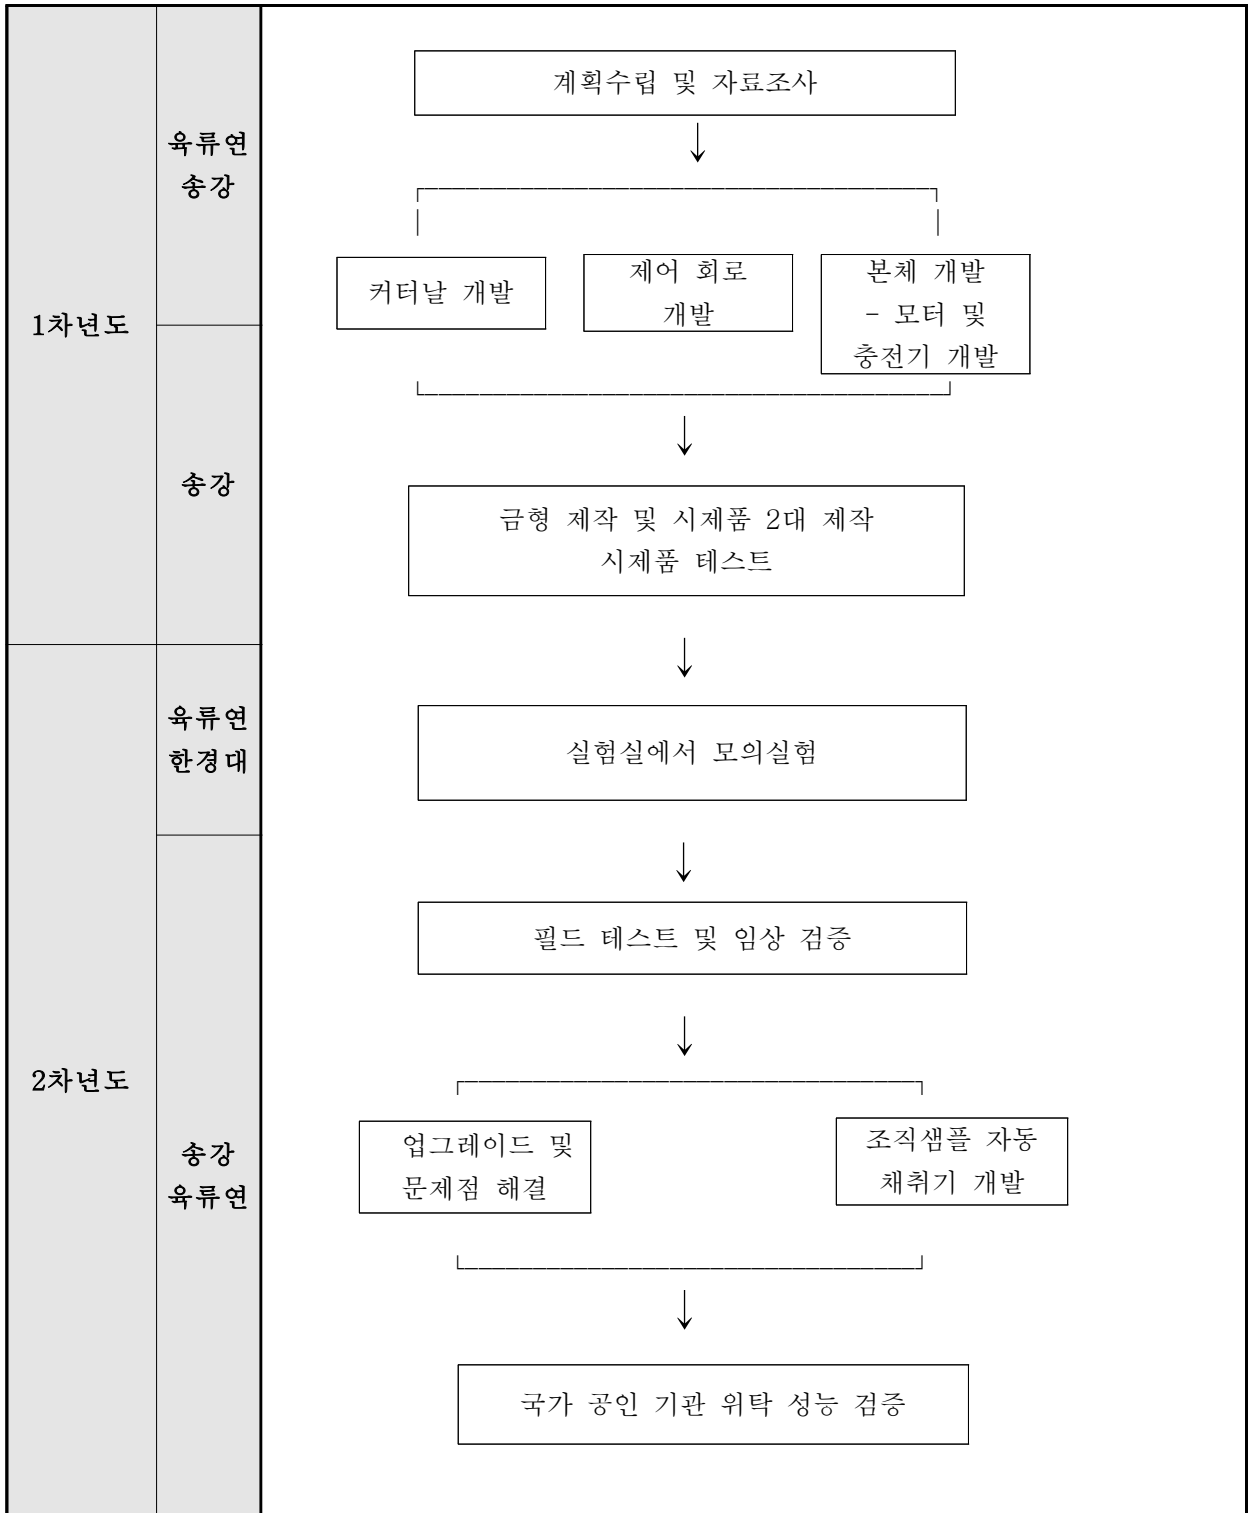 1차년도
육류연
송강
계획수립 및 자료조사
커터날 개발
제어 회로
개발
본체 개발
- 모터 및
충전기 개발
송강
금형 제작 및 시제품 2대 제작
시제품 테스트
2차년도
육류연
한경대
실험실에서 모의실험
송강
육류연
필드 테스트 및 임상 검증
업그레이드 및
문제점 해결
조직샘플 자동
채취기 개발
국가 공인 기관 위탁 성능 검증